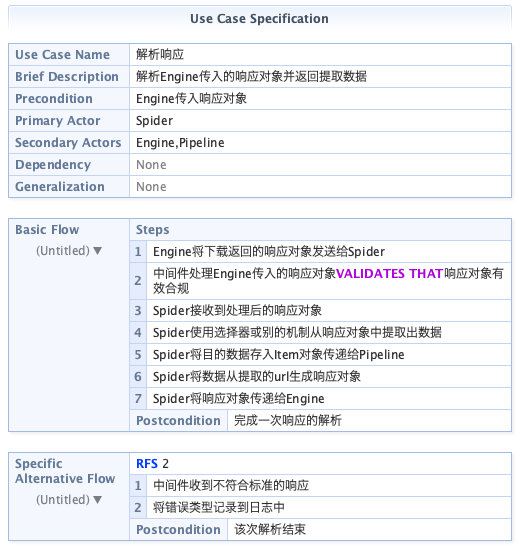 Use Case Specification
Use Case Name 解析响应
Brief Description 解析Engine传入的响应对象并返回提取数据
Precondition Engine传入响应对象
Primary Actor Spider
Secondary Actors Engine,Pipeline
Dependency None
Generalization None
Basic Flow Steps
(Untitled) ▼
1 Engine将下载返回的响应对象发送给Spider
2 中间件处理Engine传入的响应对象VALIDATES THAT响应对象有
效合规
3 Spider接收到处理后的响应对象
4 Spider使用选择器或别的机制从响应对象中提取出数据
5 Spider将目的数据存入Item对象传递给Pipeline
6 Spider将数据从提取的url生成响应对象
7 Spider将响应对象传递给Engine
Postcondition 完成一次响应的解析
Specific
Alternative Flow
(Untitled) ▼
RFS 2
1 中间件收到不符合标准的响应
2 将错误类型记录到日志中
Postcondition 该次解析结束